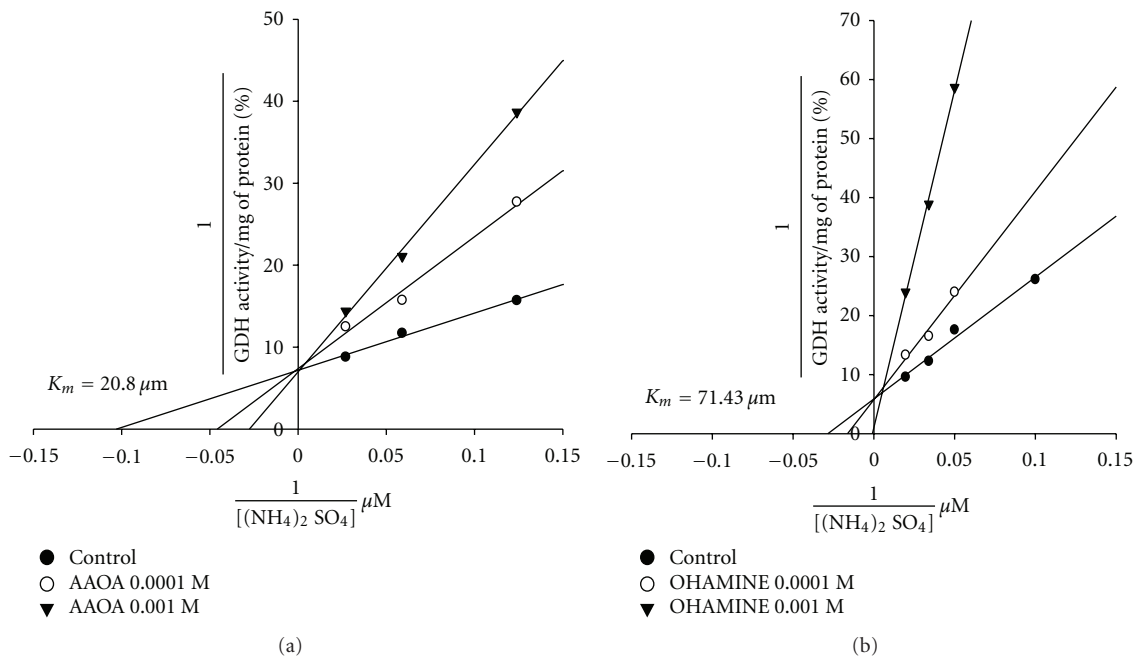 50
40
30
20
10
0
1
GDH activity/mg of protein (%)
Km = 20.8 μm
−0.15
−0.1
−0.05
0
0.05
0.1
0.15
1
[(NH4)2 SO4] μM
Control
AAOA 0.0001 M
AAOA 0.001 M
(a)
70
60
50
40
30
20
10
0
1
GDH activity/mg of protein (%)
Km = 71.43 μm
−0.15
−0.1
−0.05
0
0.05
0.1
0.15
1
[(NH4)2 SO4] μM
Control
OHAMINE 0.0001 M
OHAMINE 0.001 M
(b)